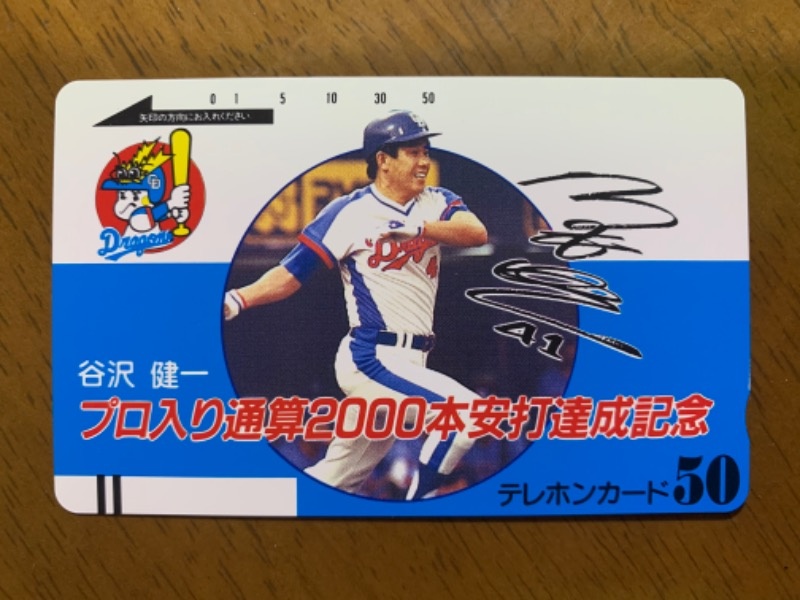 0 1 5 10 30 50
矢印の方向にお入れください
CD
Dragons
41
谷沢 健一
プロ入り通算2000本安打達成記念
テレホンカード50